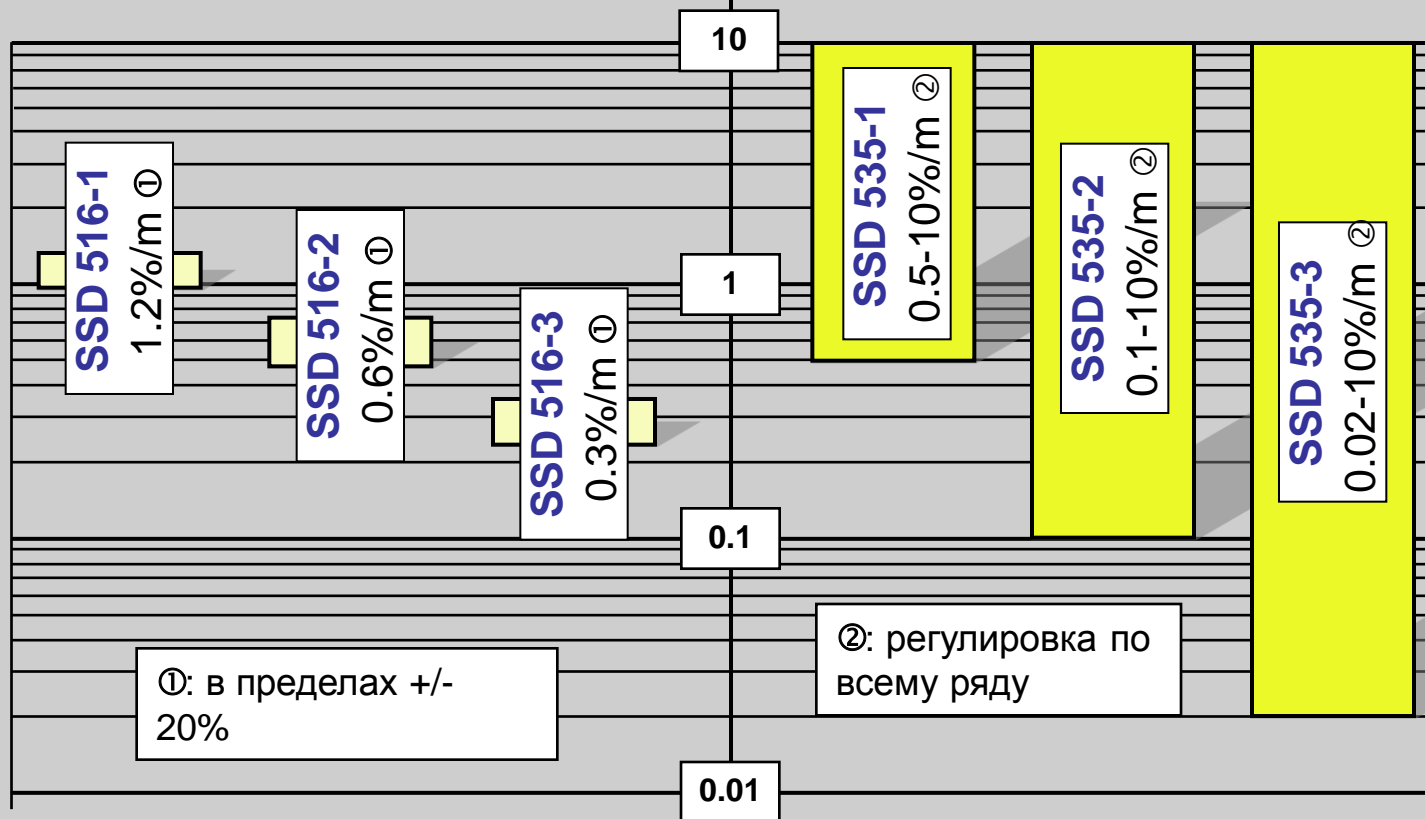 10
1
0.1
0.01
SSD 516-1
1.2%/m ①
SSD 516-2
0.6%/m ①
SSD 516-3
0.3%/m ①
SSD 535-1
0.5-10%/m ②
SSD 535-2
0.1-10%/m ②
SSD 535-3
0.02-10%/m ②
①: в пределах +/-
20%
②: регулировка по
всему ряду